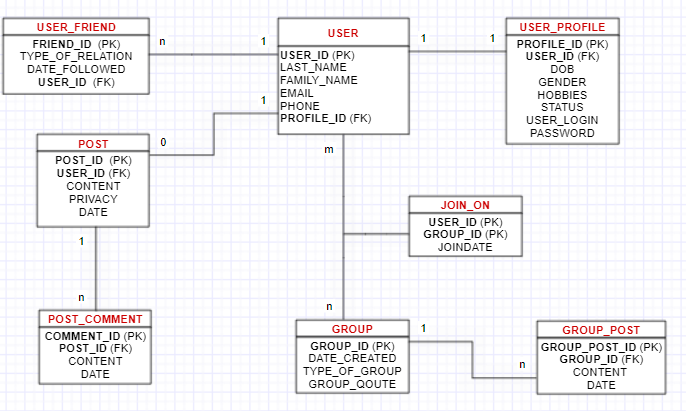 USER_FRIEND
FRIEND_ID (PK)
TYPE_OF_RELATION
DATE_FOLLOWED
USER_ID (FK)
n
1
USER
USER_ID (PK)
LAST_NAME
FAMILY_NAME
EMAIL
PHONE
PROFILE_ID (FK)
1
1
USER_PROFILE
PROFILE_ID (PK)
USER_ID (FK)
DOB
GENDER
HOBBIES
STATUS
USER_LOGIN
PASSWORD
1
0
POST
POST_ID (PK)
USER_ID (FK)
CONTENT
PRIVACY
DATE
m
JOIN_ON
USER_ID (PK)
GROUP_ID (PK)
JOINDATE
1
n
POST_COMMENT
COMMENT_ID (PK)
POST_ID (FK)
CONTENT
DATE
n
GROUP
GROUP_ID (PK)
DATE_CREATED
TYPE_OF_GROUP
GROUP_QOUTE
1
n
GROUP_POST
GROUP_POST_ID (PK)
GROUP_ID (FK)
CONTENT
DATE